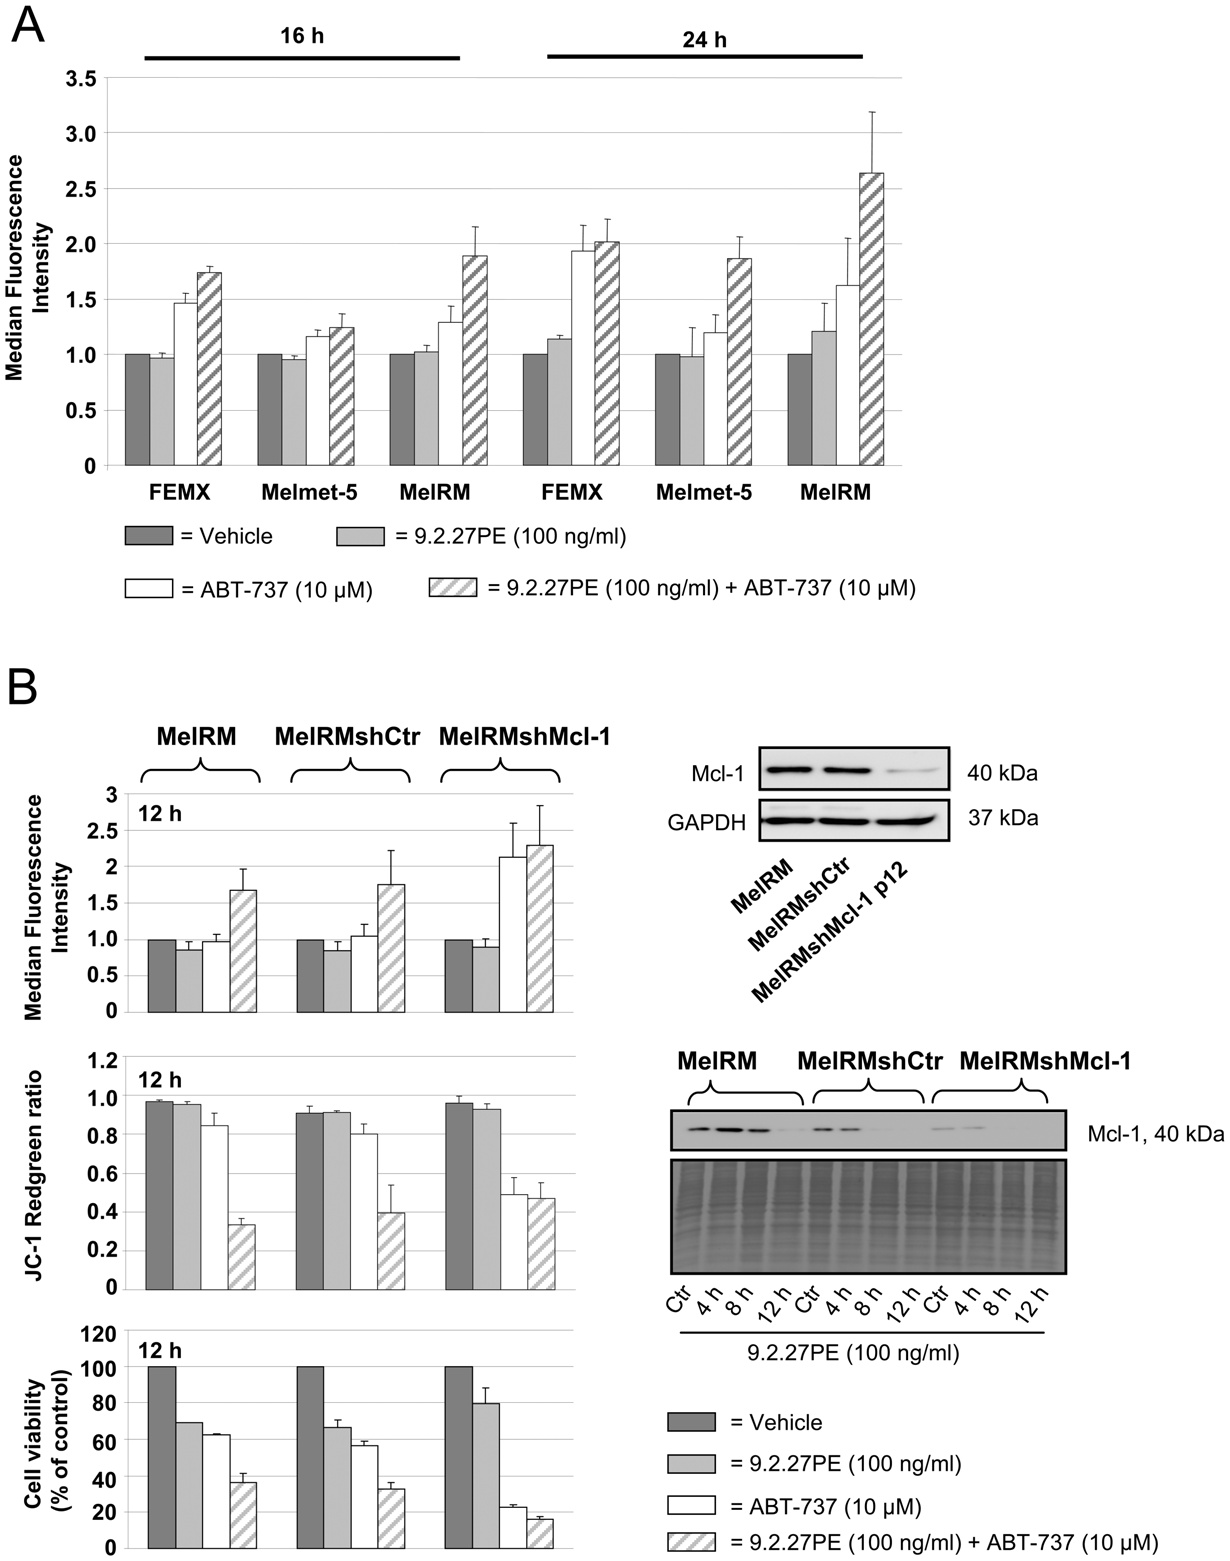 A
16 h
24 h
Median Fluorescence
Intensity
3.5
3.0
2.5
2.0
1.5
1.0
0.5
0
FEMX Melmet-5 MelRM FEMX Melmet-5 MelRM
= Vehicle = 9.2.27PE (100 ng/ml)
= ABT-737 (10 µM) = 9.2.27PE (100 ng/ml) + ABT-737 (10 µM)
B
MelRM MelRMshCtr MelRMshMcl-1
12 h
Median Fluorescence
Intensity
3
2.5
2
1.5
1.0
0.5
0
12 h
JC-1 Redgreen ratio
1.2
1.0
0.8
0.6
0.4
0.2
0
12 h
Cell viability
(% of control)
120
100
80
60
40
20
0
Mcl-1 40 kDa
GAPDH 37 kDa
MelRM
MelRMshCtr
MelRMshMcl-1 p12
MelRM MelRMshCtr MelRMshMcl-1
Mcl-1, 40 kDa
Ctr 4 h 8 h 12 h Ctr 4 h 8 h 12 h Ctr 4 h 8 h 12 h
9.2.27PE (100 ng/ml)
= Vehicle
= 9.2.27PE (100 ng/ml)
= ABT-737 (10 µM)
= 9.2.27PE (100 ng/ml) + ABT-737 (10 µM)